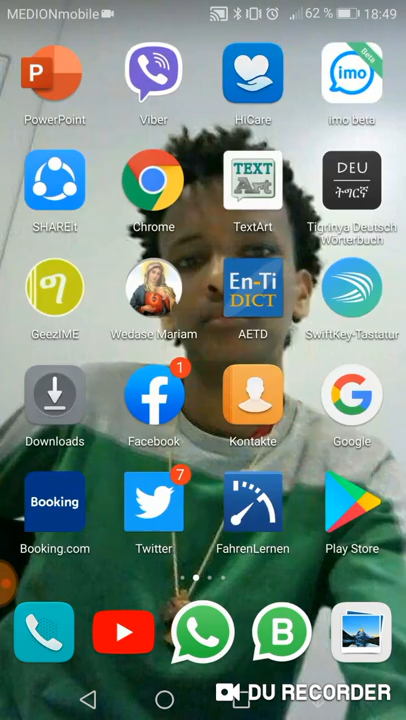 MEDIONmobile 62 % 18:49
P
imo
Beta
PowerPoint Viber HiCare imo beta
TEXT
Art
DEU
ትግርኛ
SHAREit Chrome TextArt Tigrinya Deutsch
Wörterbuch
ግ
En-Ti
DICT
GeezIME Wedase Mariam AETD SwiftKey-Tastatur
1
f
G
Downloads Facebook Kontakte Google
Booking
7
Booking.com Twitter FahrenLernen Play Store
B
DU RECORDER